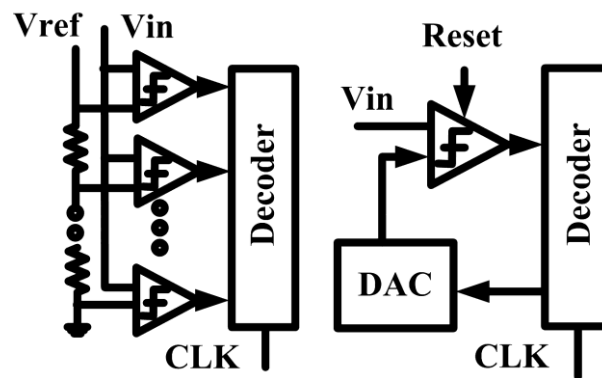 Vref Vin
Decoder
CLK
Reset
Vin
DAC
Decoder
CLK